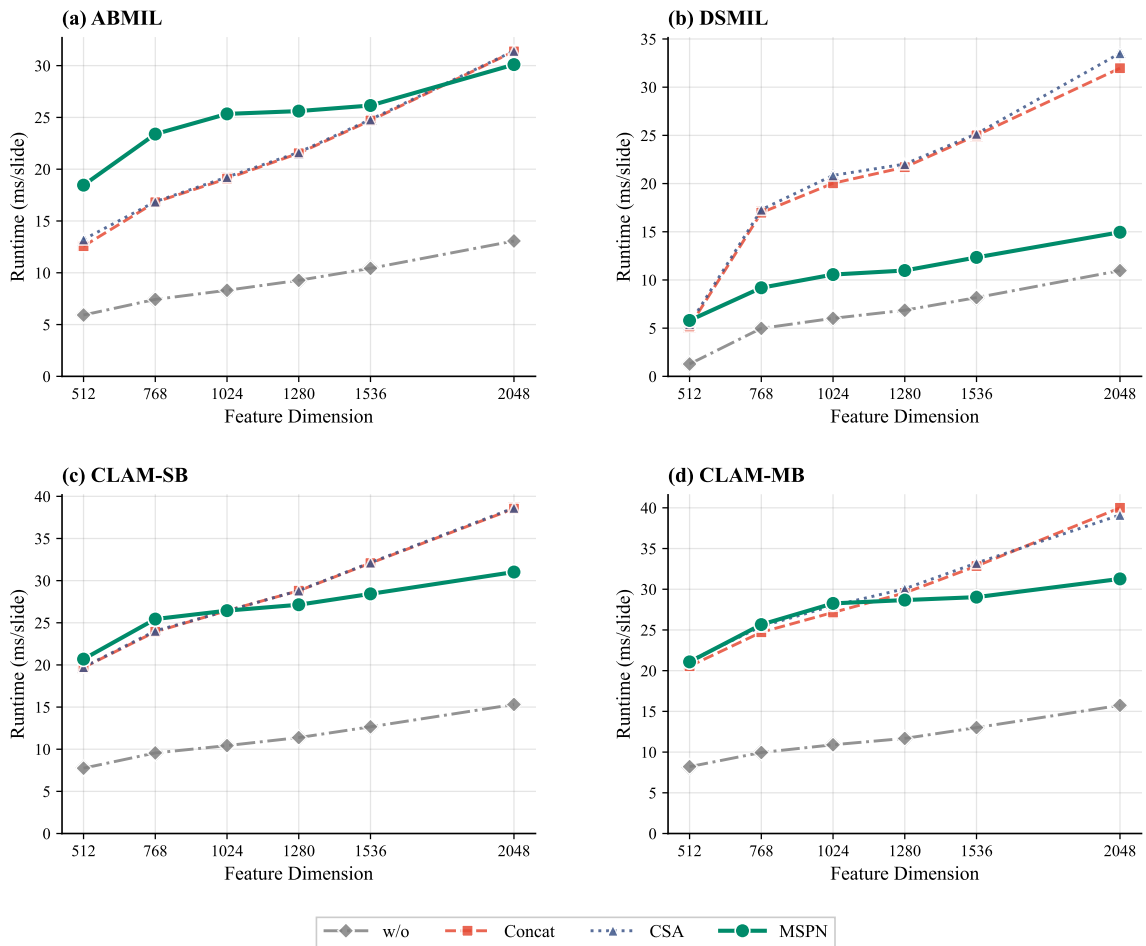 (a) ABMIL
Runtime (ms/slide)
30
25
20
15
10
5
0
512 768 1024 1280 1536 2048
Feature Dimension
(b) DSMIL
Runtime (ms/slide)
35
30
25
20
15
10
5
0
512 768 1024 1280 1536 2048
Feature Dimension
(c) CLAM-SB
Runtime (ms/slide)
40
35
30
25
20
15
10
5
0
512 768 1024 1280 1536 2048
Feature Dimension
(d) CLAM-MB
Runtime (ms/slide)
40
35
30
25
20
15
10
5
0
512 768 1024 1280 1536 2048
Feature Dimension
w/o Concat CSA MSPN